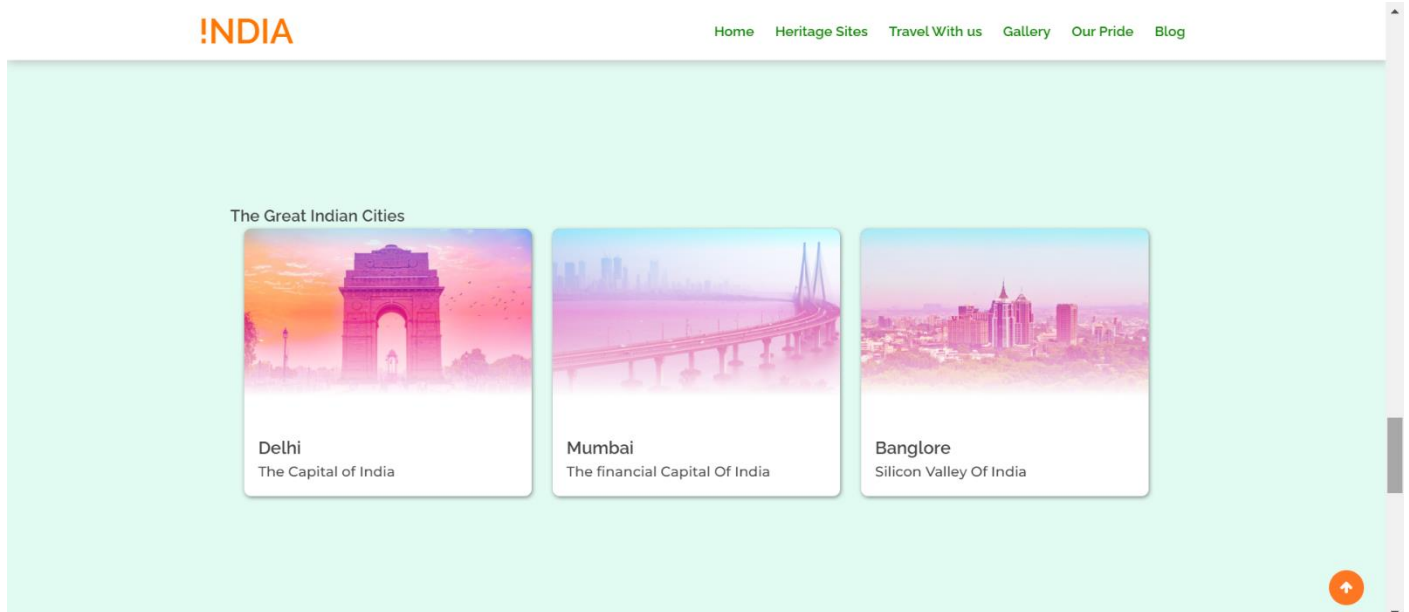 !NDIA
Home Heritage Sites Travel With us Gallery Our Pride Blog
The Great Indian Cities
Delhi
The Capital of India
Mumbai
The financial Capital Of India
Banglore
Silicon Valley Of India